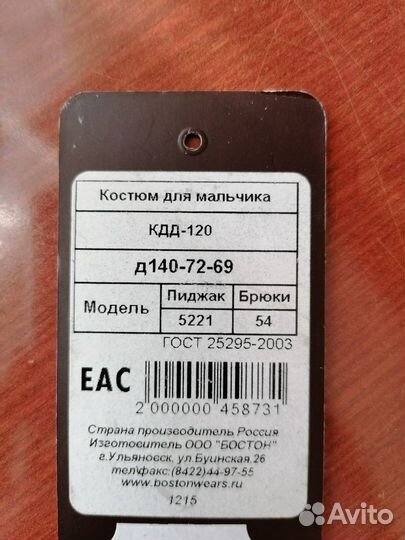 Костюм для мальчика
КДД-120
д140-72-69
Модель Пиджак Брюки
5221 54
ГОСТ 25295-2003
EAC
2 000000 458731
Страна производитель Россия
Изготовитель ООО "БОСТОН"
г.Ульяновск, ул.Буинская.26
тел\факс:(8422)44-97-55
www.bostonwears.ru
1215
Avito